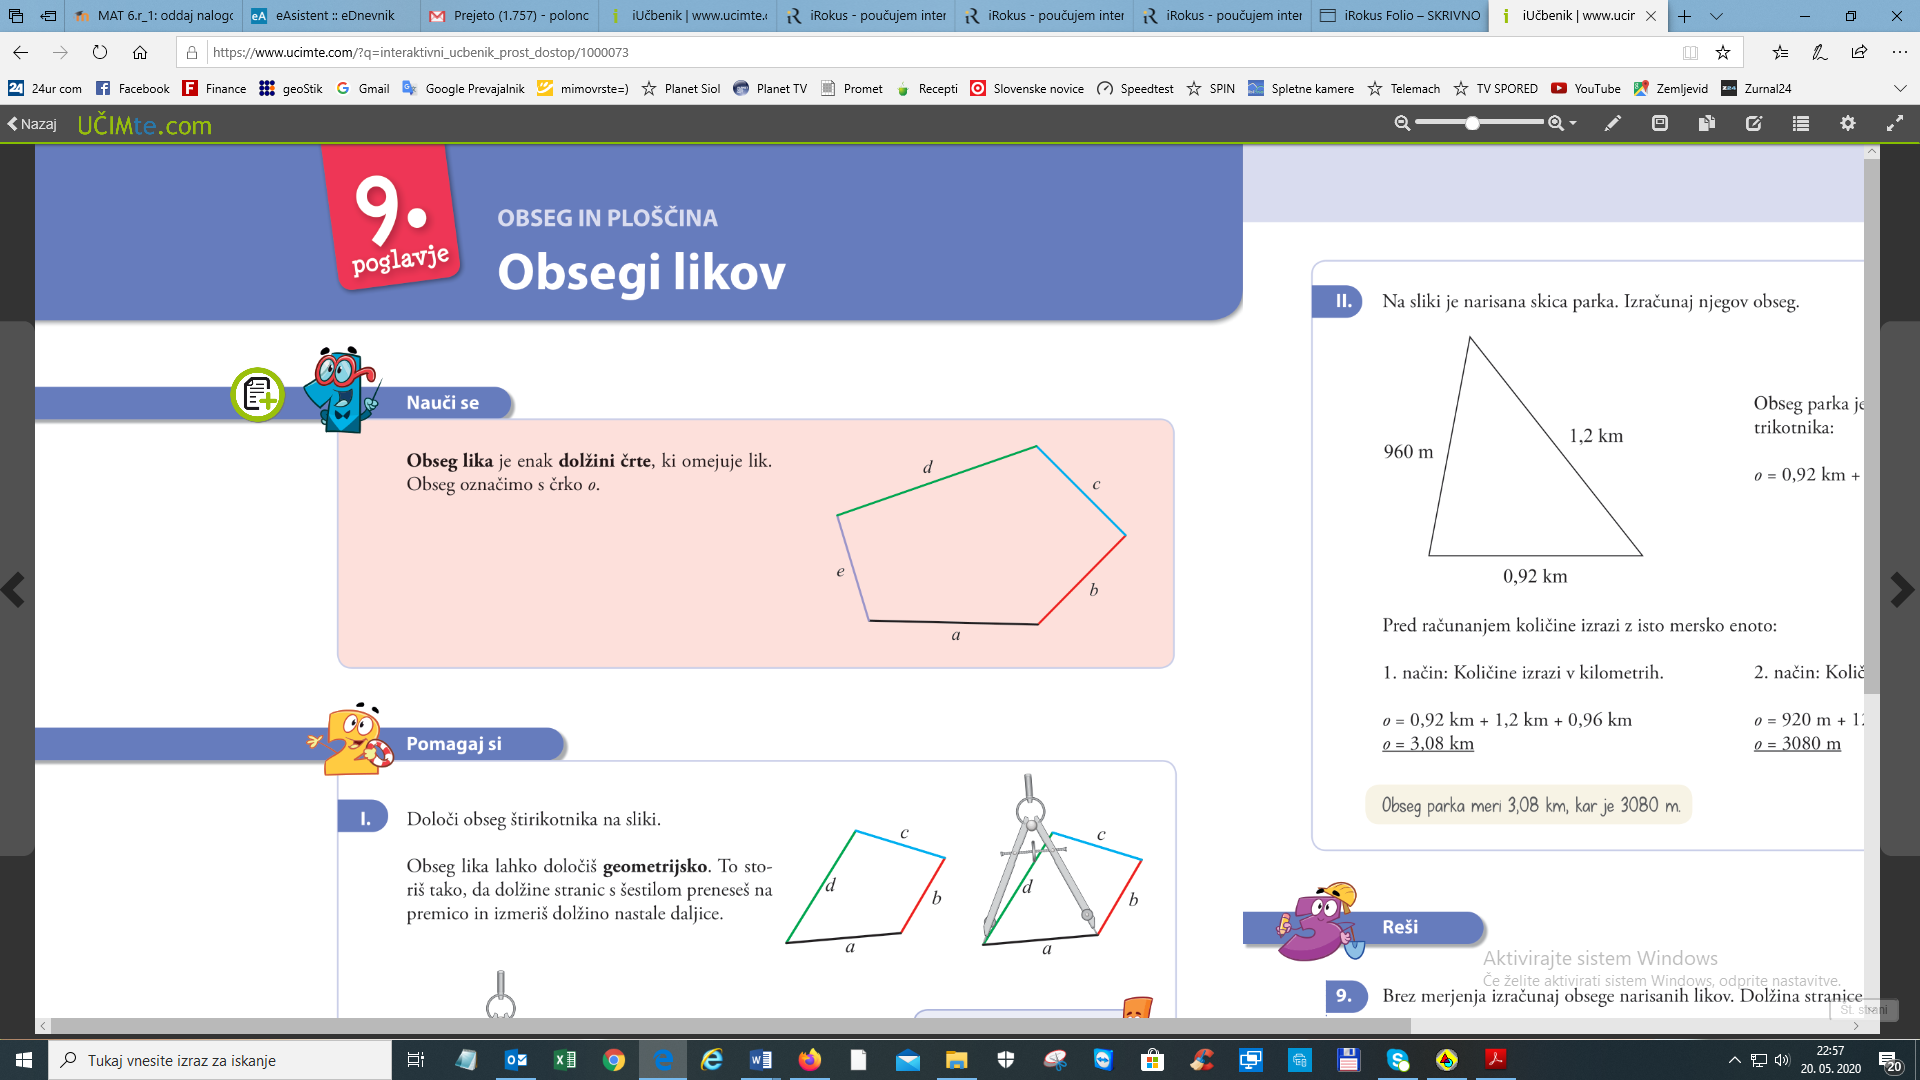 MAT 6.r_1: oddaj nalogo
eAsistent :: eDnevnik
Prejeto (1.757) - polonc
iUčbenik | www.ucimte.c
iRokus - poučujem inter
iRokus - poučujem inter
iRokus - poučujem inter
iRokus Folio – SKRIVNO
iUčbenik | www.ucir
https://www.ucimte.com/?q=interaktivni_ucbenik_prost_dostop/1000073
24ur com
Facebook
Finance
geoStik
Gmail
Google Prevajalnik
mimovrste=)
Planet Siol
Planet TV
Promet
Recepti
Slovenske novice
Speedtest
SPIN
Spletne kamere
Telemach
TV SPORED
YouTube
Zemljevid
Zurnal24
Nazaj
UČIMte.com
9.
poglavje
OBSEG IN PLOŠČINA
Obsegi likov
Nauči se
Obseg lika je enak dolžini črte, ki omejuje lik.
Obseg označimo s črko o.
d
c
e
b
a
Pomagaj si
I.
Določi obseg štirikotnika na sliki.
Obseg lika lahko določiš geometrijsko. To sto-
riš tako, da dolžine stranic s šestilom preneseš na
premico in izmeriš dolžino nastale daljice.
c
d
b
a
c
d
b
a
II.
Na sliki je narisana skica parka. Izračunaj njegov obseg.
960 m
1,2 km
0,92 km
Obseg parka je
trikotnika:
o = 0,92 km +
Pred računanjem količine izrazi z isto mersko enoto:
1. način: Količine izrazi v kilometrih.
o = 0,92 km + 1,2 km + 0,96 km
o = 3,08 km
2. način: Količ
o = 920 m + 12
o = 3080 m
Obseg parka meri 3,08 km, kar je 3080 m.
Reši
9.
Brez merjenja izračunaj obsege narisanih likov. Dolžina stranice
Aktivirajte sistem Windows
Če želite aktivirati sistem Windows, odprite nastavitve.
Št. strani
Tukaj vnesite izraz za iskanje
22:57
20. 05. 2020
20